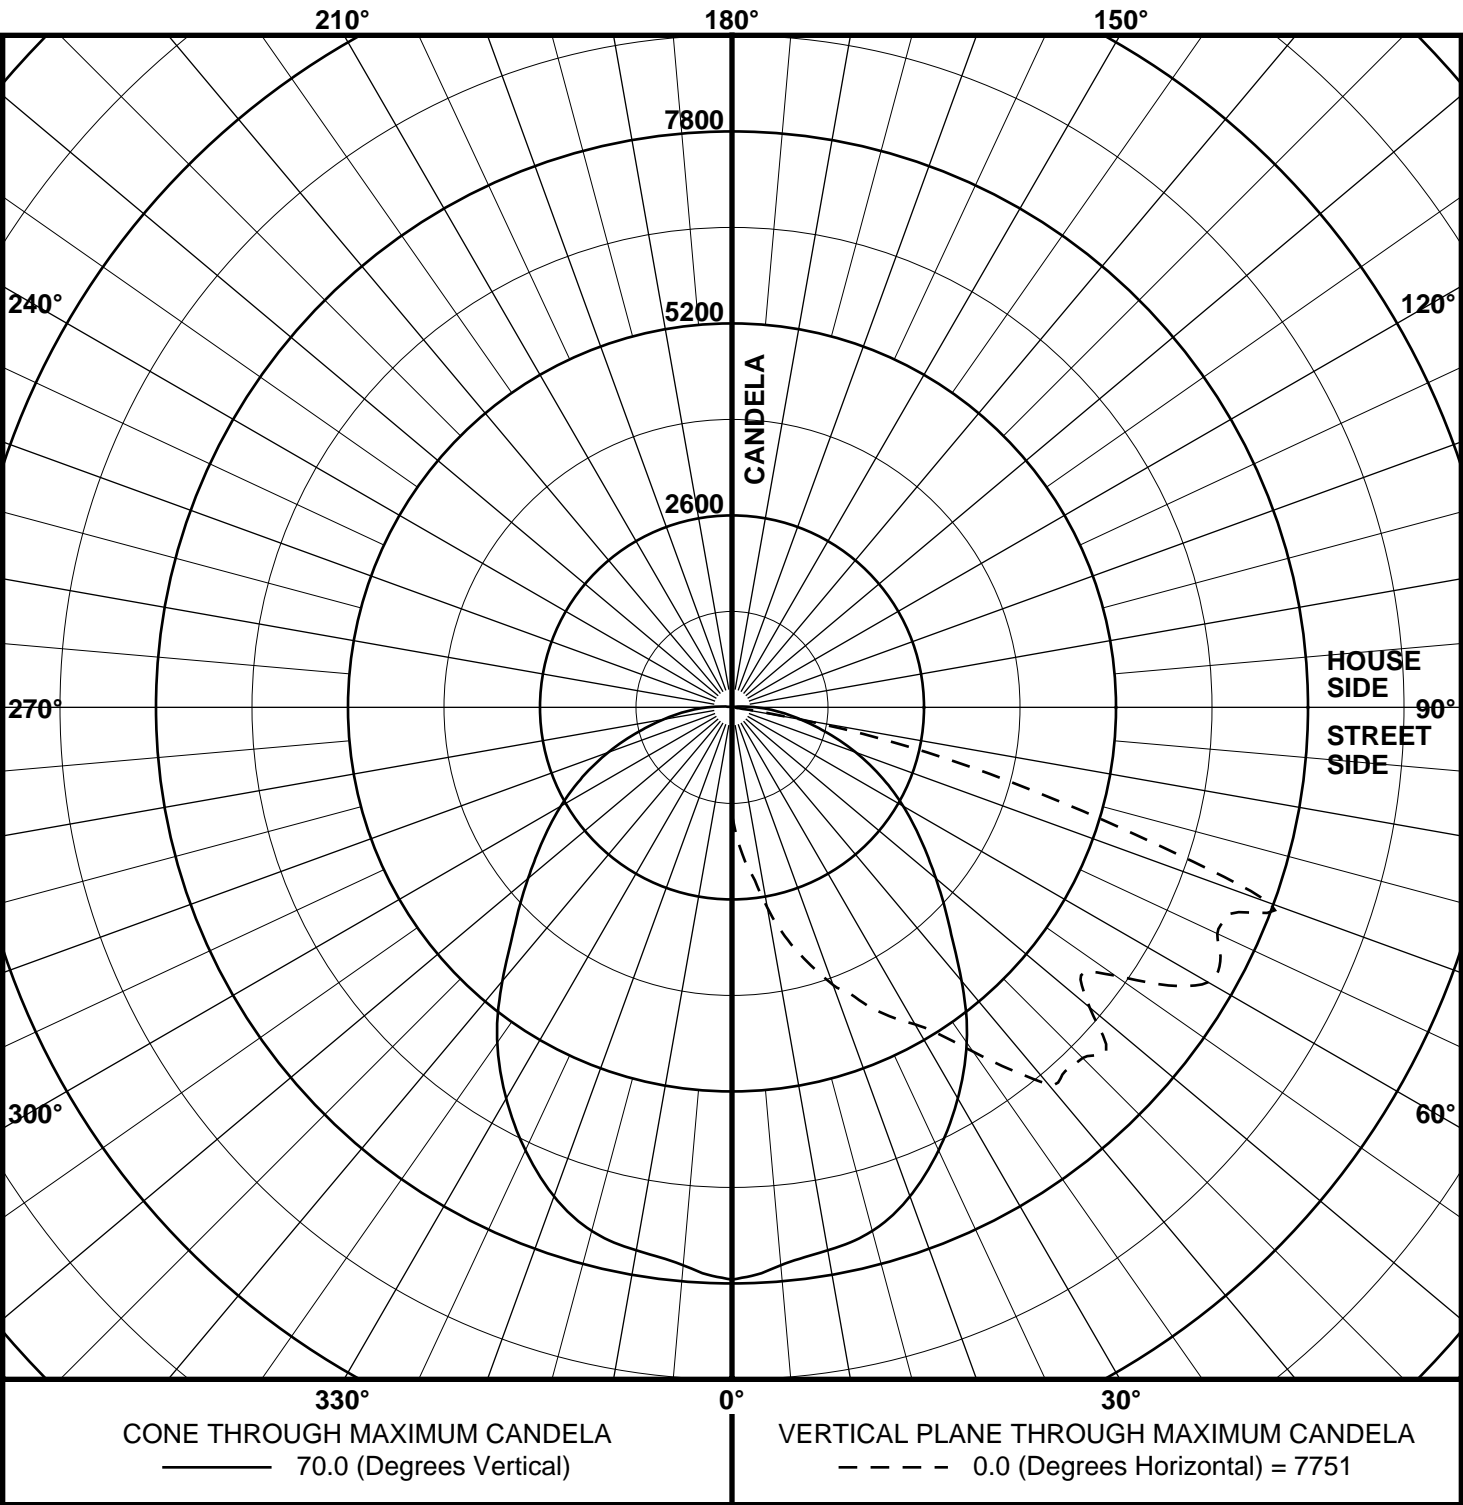 210°
180°
150°
7800
240°
120°
5200
CANDELA
2600
HOUSE
SIDE
270°
90°
STREET
SIDE
300°
60°
330°
0°
30°
CONE THROUGH MAXIMUM CANDELA
70.0 (Degrees Vertical)
VERTICAL PLANE THROUGH MAXIMUM CANDELA
0.0 (Degrees Horizontal) = 7751